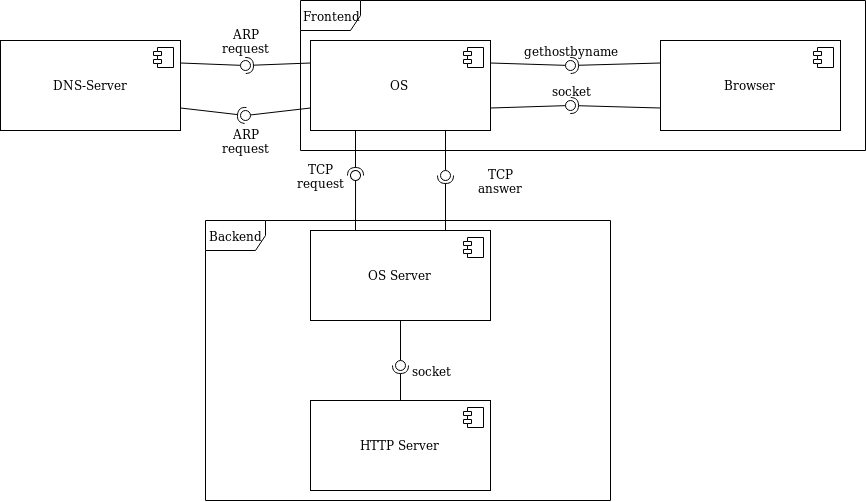 Frontend
ARP
request
gethostbyname
DNS-Server
OS
Browser
socket
ARP
request
TCP
request
TCP
answer
Backend
OS Server
socket
HTTP Server